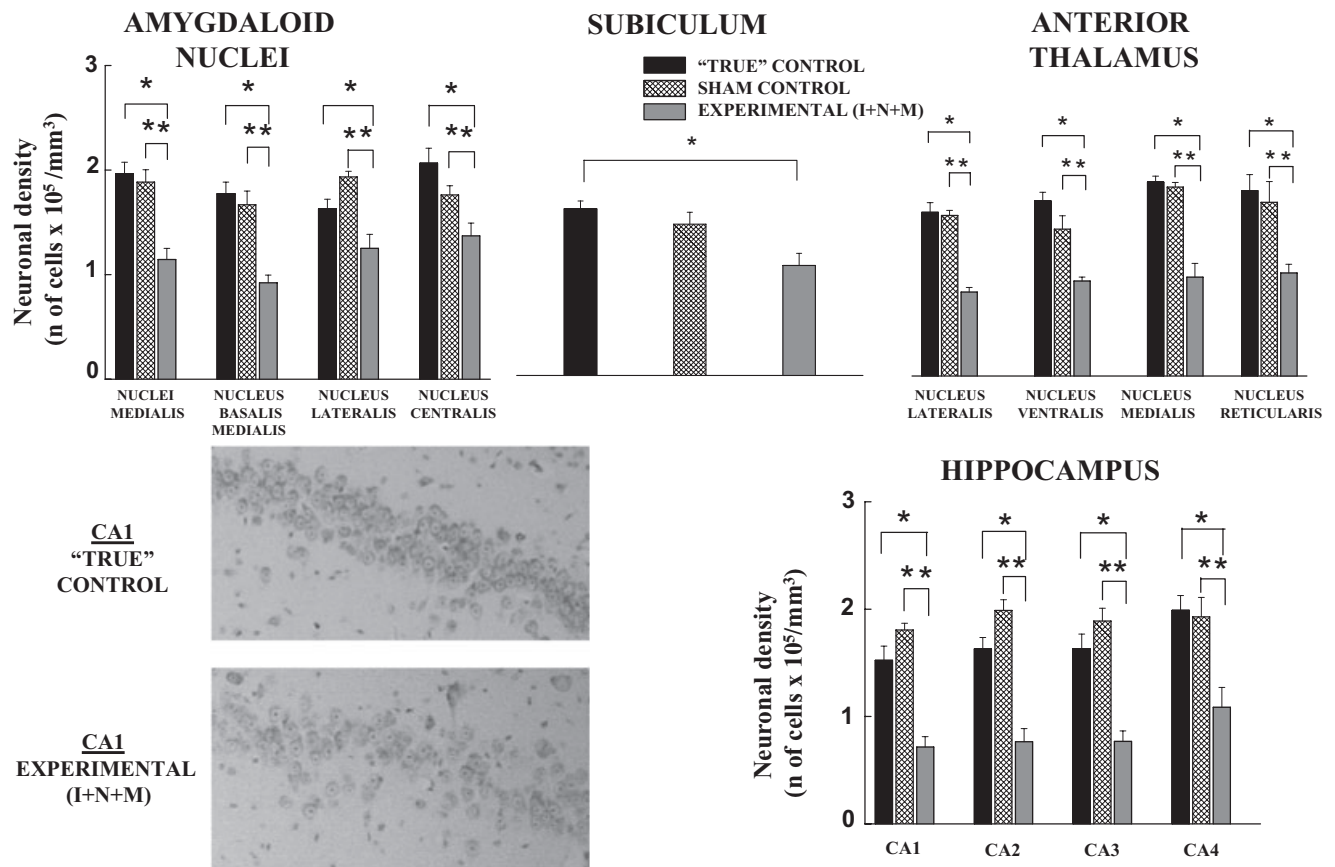 AMYGDALOID
NUCLEI
SUBICULUM
ANTERIOR
THALAMUS
"TRUE" CONTROL
SHAM CONTROL
EXPERIMENTAL (I+N+M)
Neuronal density
(n of cells x 10⁵/mm³)
3
2
1
0
*
**
*
**
*
**
*
**
*
*
**
*
**
*
**
*
**
NUCLEI
MEDIALIS
NUCLEUS
BASALIS
MEDIALIS
NUCLEUS
LATERALIS
NUCLEUS
CENTRALIS
NUCLEUS
LATERALIS
NUCLEUS
VENTRALIS
NUCLEUS
MEDIALIS
NUCLEUS
RETICULARIS
CA1
"TRUE"
CONTROL
CA1
EXPERIMENTAL
(I+N+M)
HIPPOCAMPUS
Neuronal density
(n of cells x 10⁵/mm³)
3
2
1
0
*
**
*
**
*
**
*
**
CA1
CA2
CA3
CA4